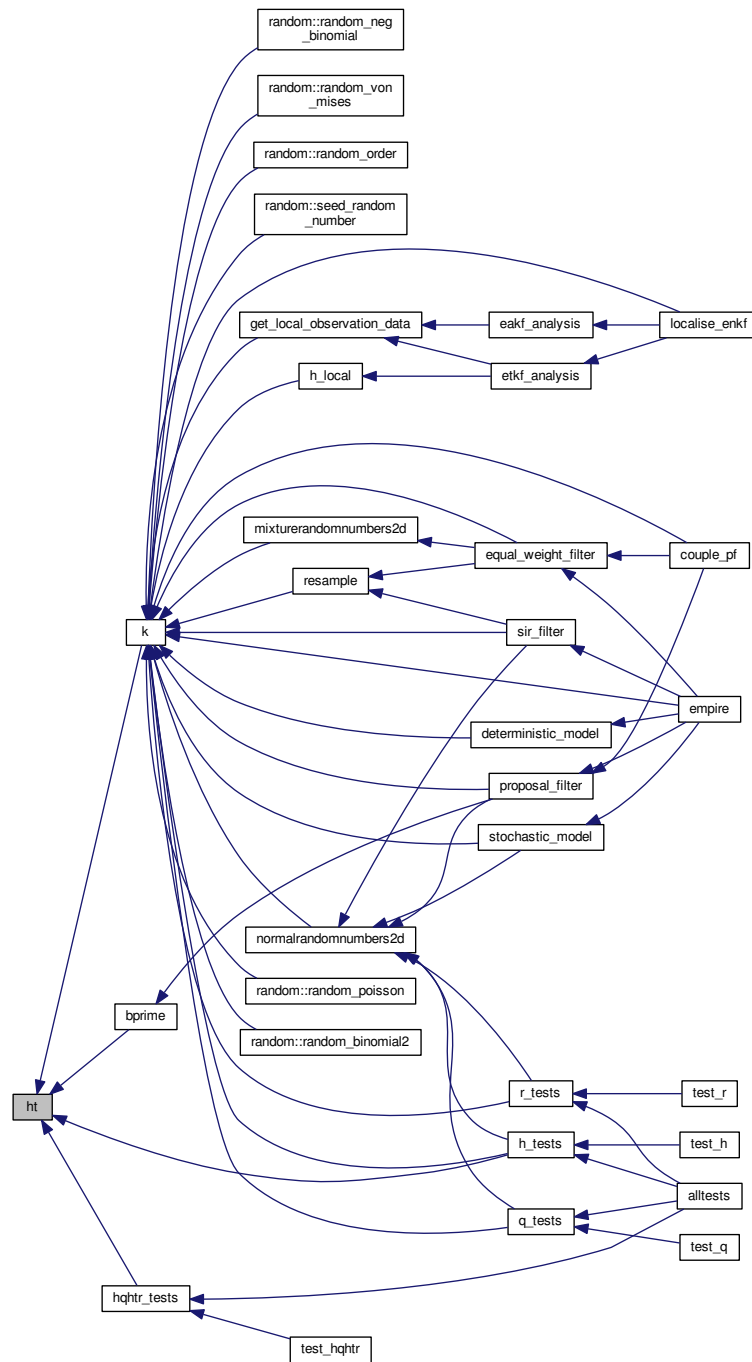 random::random_neg
_binomial
random::random_von
_mises
random::random_order
random::seed_random
_number
get_local_observation_data
eakf_analysis
localise_enkf
h_local
etkf_analysis
mixturerandomnumbers2d
equal_weight_filter
couple_pf
resample
k
sir_filter
empire
deterministic_model
proposal_filter
stochastic_model
normalrandomnumbers2d
random::random_poisson
bprime
random::random_binomial2
ht
r_tests
test_r
h_tests
test_h
alltests
q_tests
test_q
hqhtr_tests
test_hqhtr